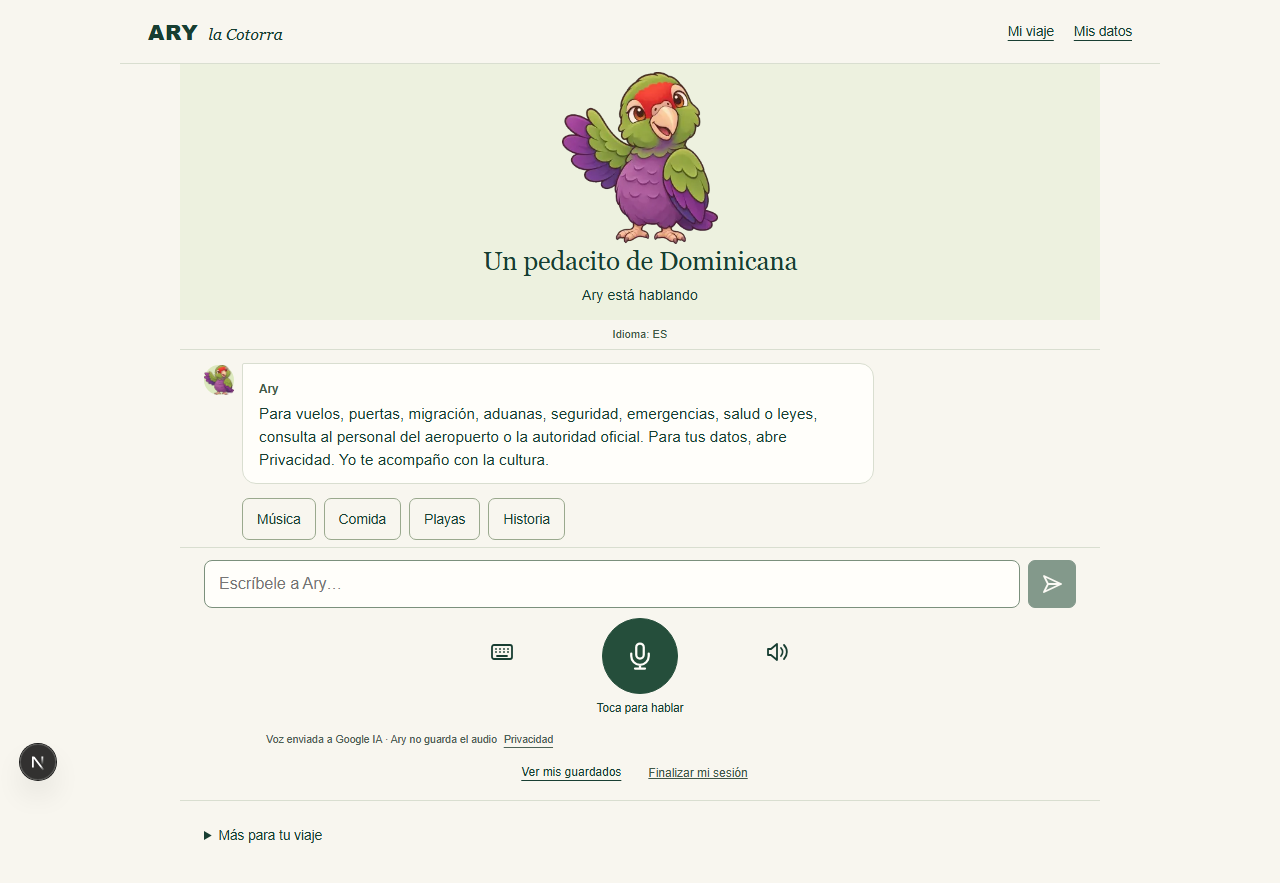 ARY la Cotorra
Mi viaje Mis datos
Un pedacito de Dominicana
Ary está hablando
Idioma: ES
Ary
Para vuelos, puertas, migración, aduanas, seguridad, emergencias, salud o leyes,
consulta al personal del aeropuerto o la autoridad oficial. Para tus datos, abre
Privacidad. Yo te acompaño con la cultura.
Música Comida Playas Historia
Escríbele a Ary…
Toca para hablar
Voz enviada a Google IA · Ary no guarda el audio Privacidad
N
Ver mis guardados Finalizar mi sesión
Más para tu viaje